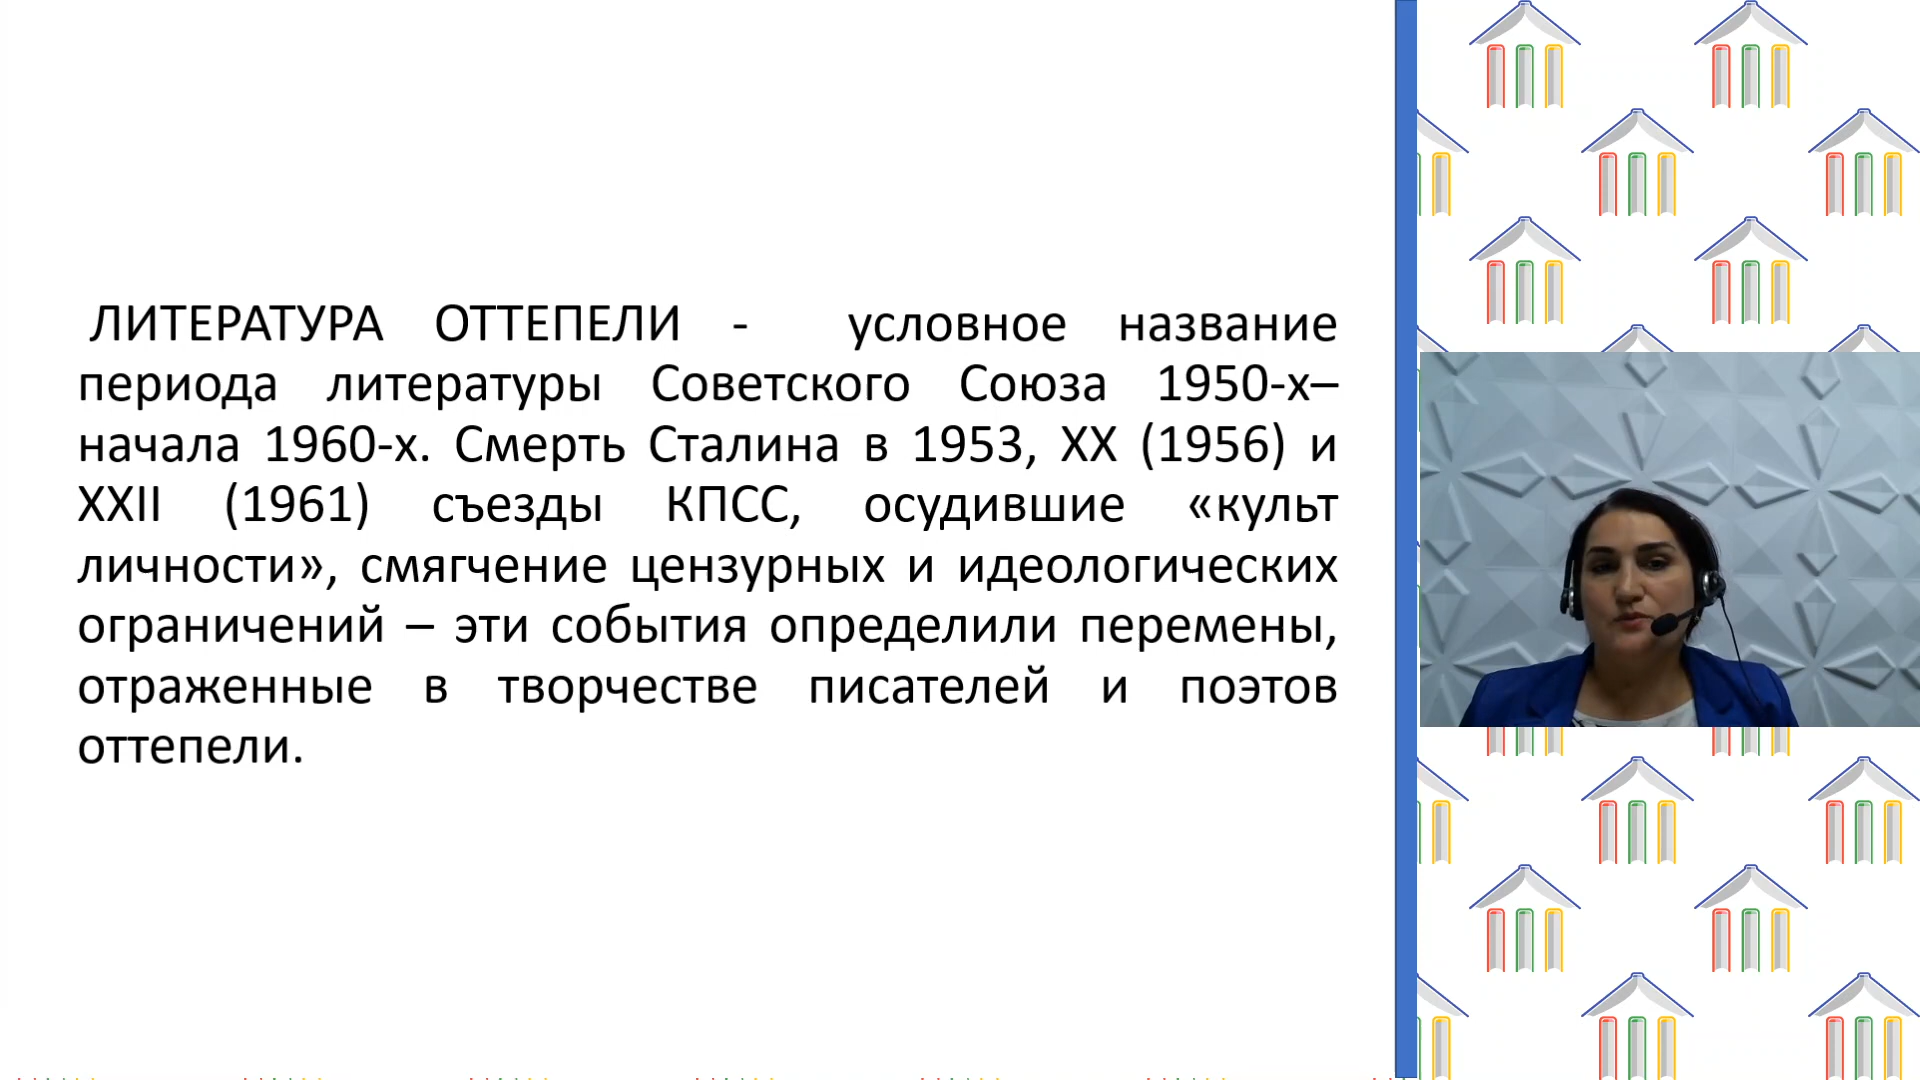 ЛИТЕРАТУРА ОТТЕПЕЛИ - условное название
периода литературы Советского Союза 1950-х–
начала 1960-х. Смерть Сталина в 1953, XX (1956) и
XXII (1961) съезды КПСС, осудившие «культ
личности», смягчение цензурных и идеологических
ограничений – эти события определили перемены,
отраженные в творчестве писателей и поэтов
оттепели.